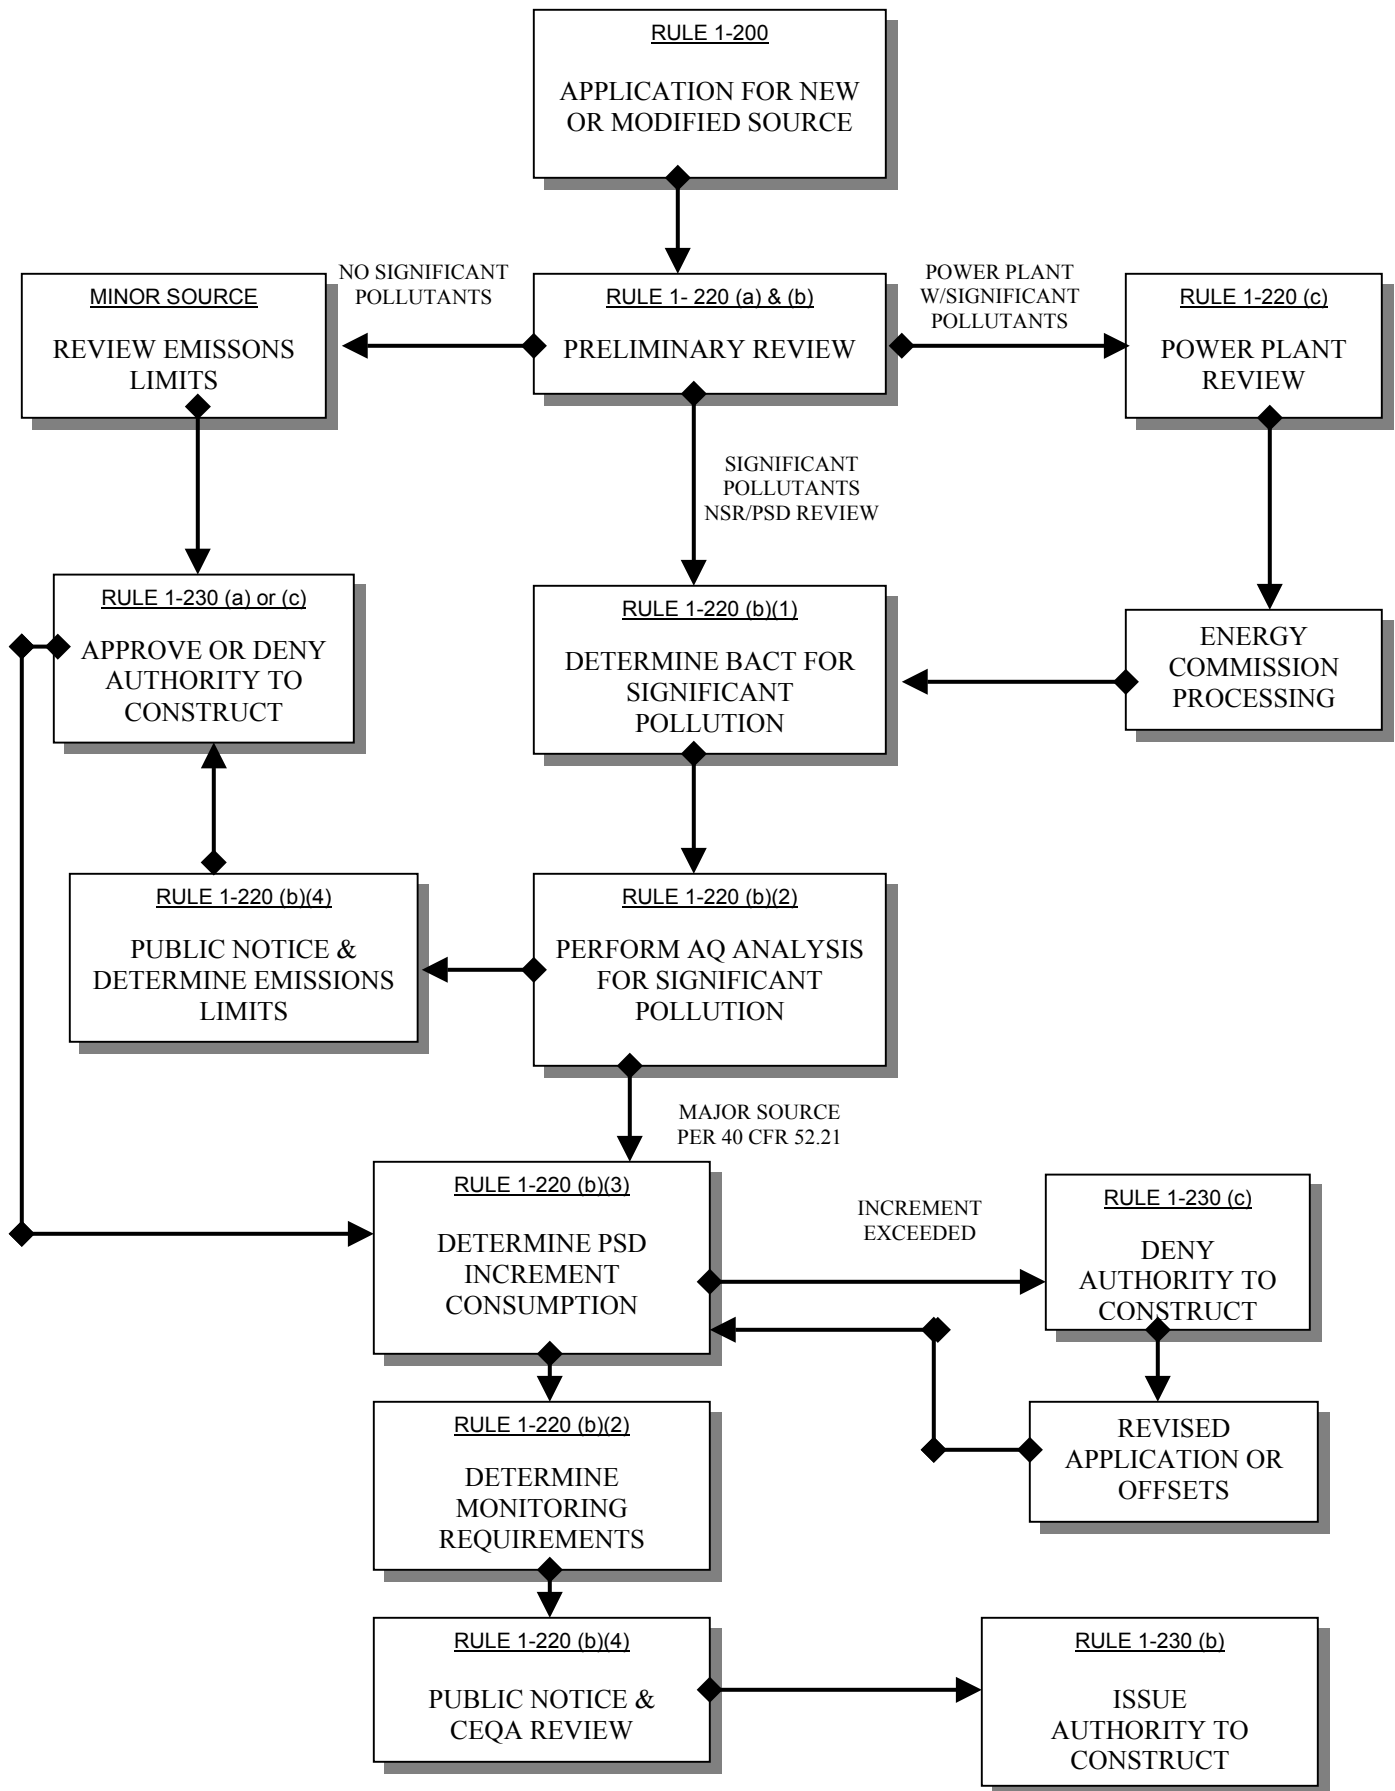 RULE 1-200
APPLICATION FOR NEW
OR MODIFIED SOURCE
NO SIGNIFICANT
POLLUTANTS
POWER PLANT
W/SIGNIFICANT
POLLUTANTS
MINOR SOURCE
REVIEW EMISSONS
LIMITS
RULE 1- 220 (a) & (b)
PRELIMINARY REVIEW
RULE 1-220 (c)
POWER PLANT
REVIEW
SIGNIFICANT
POLLUTANTS
NSR/PSD REVIEW
RULE 1-230 (a) or (c)
APPROVE OR DENY
AUTHORITY TO
CONSTRUCT
RULE 1-220 (b)(1)
DETERMINE BACT FOR
SIGNIFICANT
POLLUTION
ENERGY
COMMISSION
PROCESSING
RULE 1-220 (b)(4)
PUBLIC NOTICE &
DETERMINE EMISSIONS
LIMITS
RULE 1-220 (b)(2)
PERFORM AQ ANALYSIS
FOR SIGNIFICANT
POLLUTION
MAJOR SOURCE
PER 40 CFR 52.21
RULE 1-220 (b)(3)
DETERMINE PSD
INCREMENT
CONSUMPTION
INCREMENT
EXCEEDED
RULE 1-230 (c)
DENY
AUTHORITY TO
CONSTRUCT
RULE 1-220 (b)(2)
DETERMINE
MONITORING
REQUIREMENTS
REVISED
APPLICATION OR
OFFSETS
RULE 1-220 (b)(4)
PUBLIC NOTICE &
CEQA REVIEW
RULE 1-230 (b)
ISSUE
AUTHORITY TO
CONSTRUCT